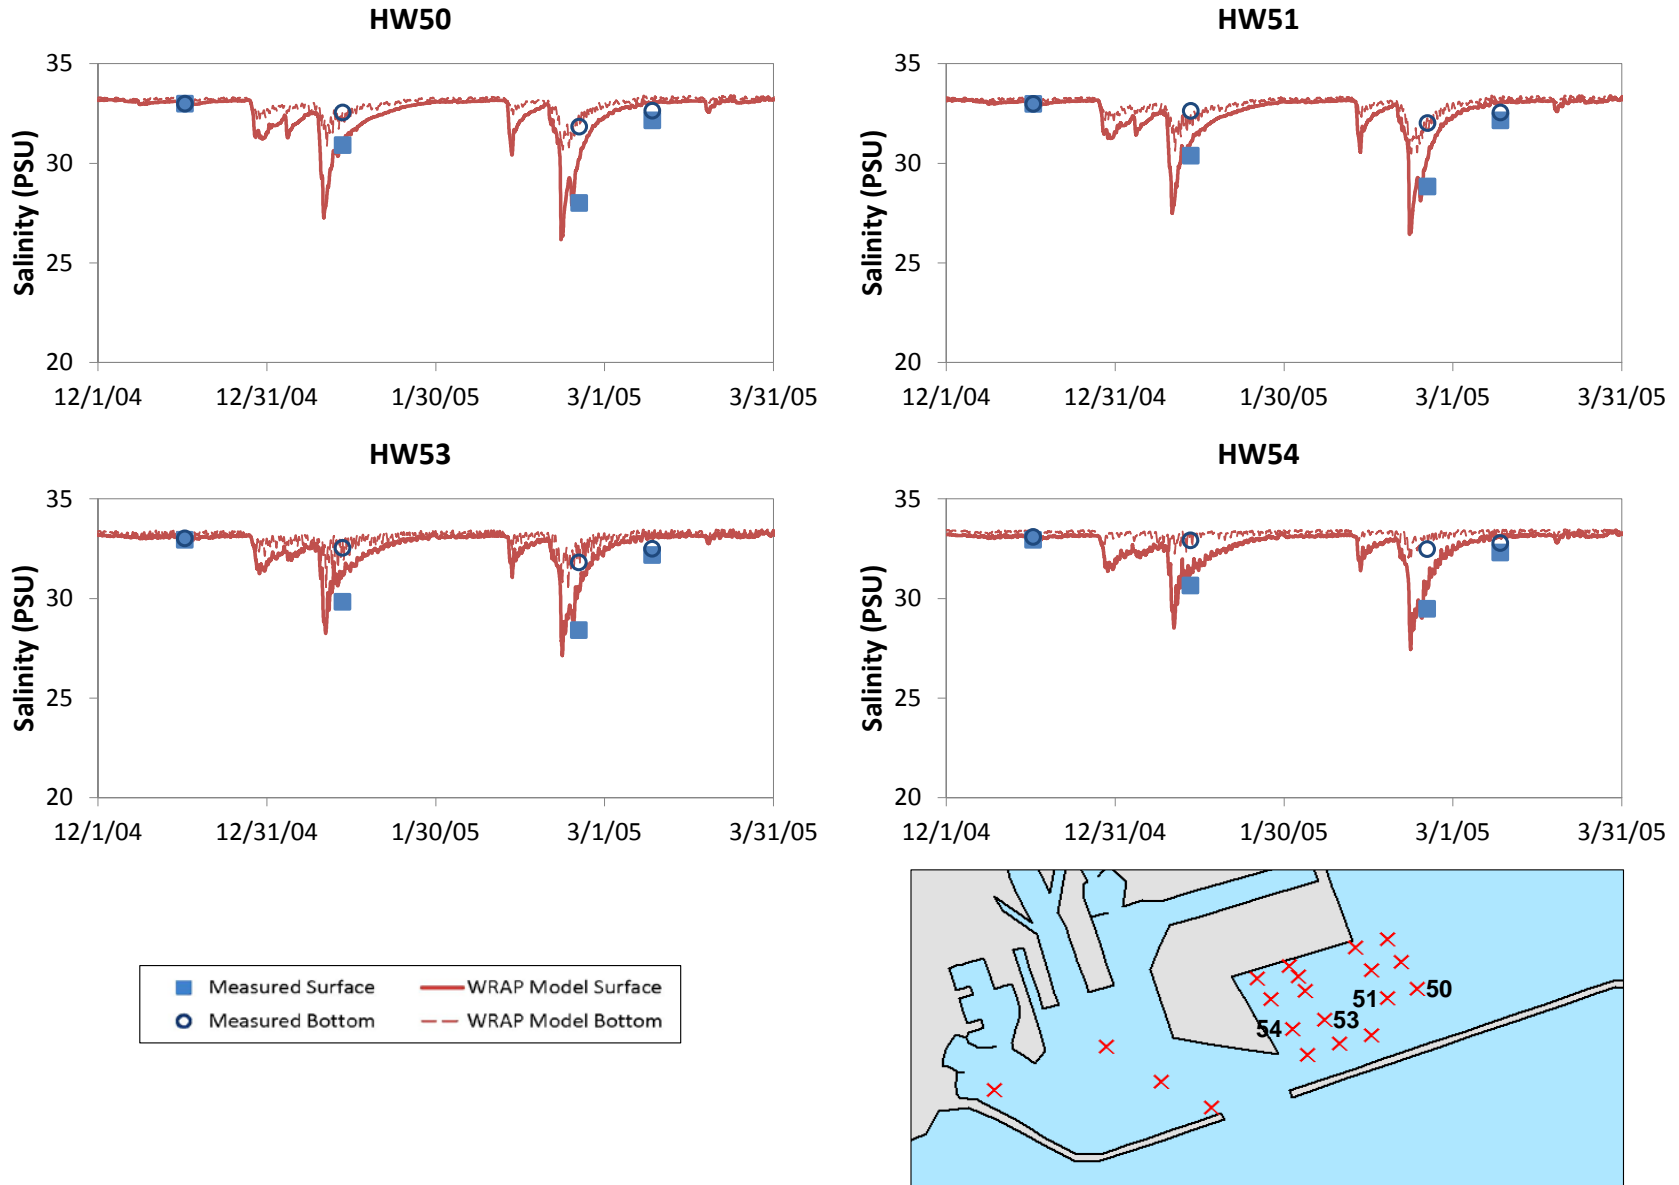 HW50
HW51
35
30
25
20
Salinity (PSU)
12/1/04 12/31/04 1/30/05 3/1/05 3/31/05
35
30
25
20
Salinity (PSU)
12/1/04 12/31/04 1/30/05 3/1/05 3/31/05
HW53
HW54
35
30
25
20
Salinity (PSU)
12/1/04 12/31/04 1/30/05 3/1/05 3/31/05
35
30
25
20
Salinity (PSU)
12/1/04 12/31/04 1/30/05 3/1/05 3/31/05
Measured Surface WRAP Model Surface
Measured Bottom WRAP Model Bottom
51 50
54 53